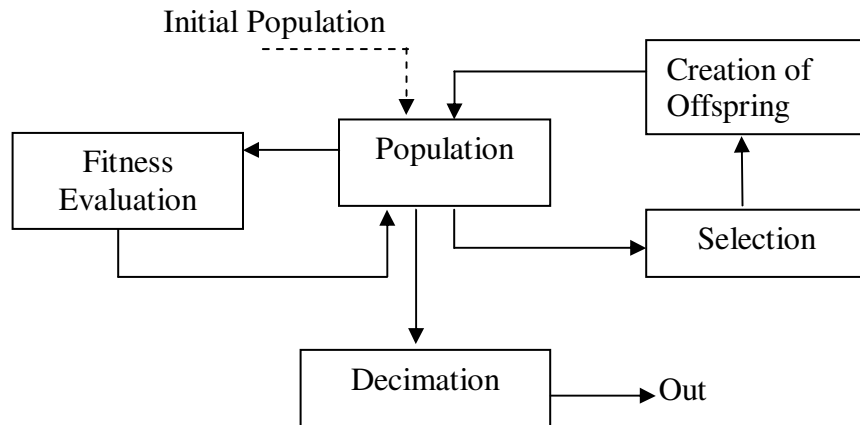 Initial Population
Creation of
Offspring
Population
Fitness
Evaluation
Selection
Decimation
Out